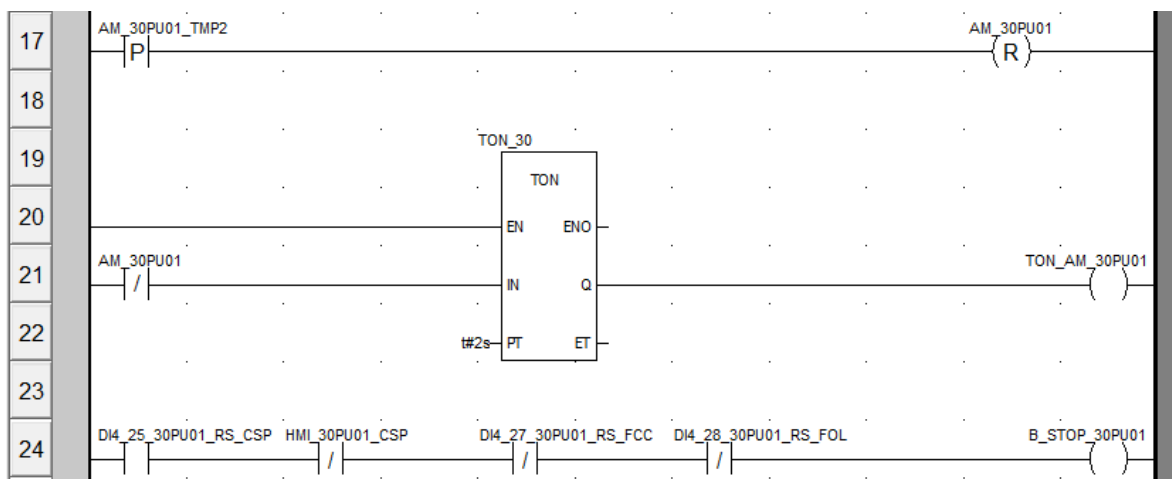 17 AM_30PU01_TMP2 AM_30PU01
P R
18
19 TON_30
TON
20 EN ENO
21 AM_30PU01 TON_AM_30PU01
/ IN Q
22 t#2s PT ET
23
24 DI4_25_30PU01_RS_CSP HMI_30PU01_CSP DI4_27_30PU01_RS_FCC DI4_28_30PU01_RS_FOL B_STOP_30PU01
/ / /